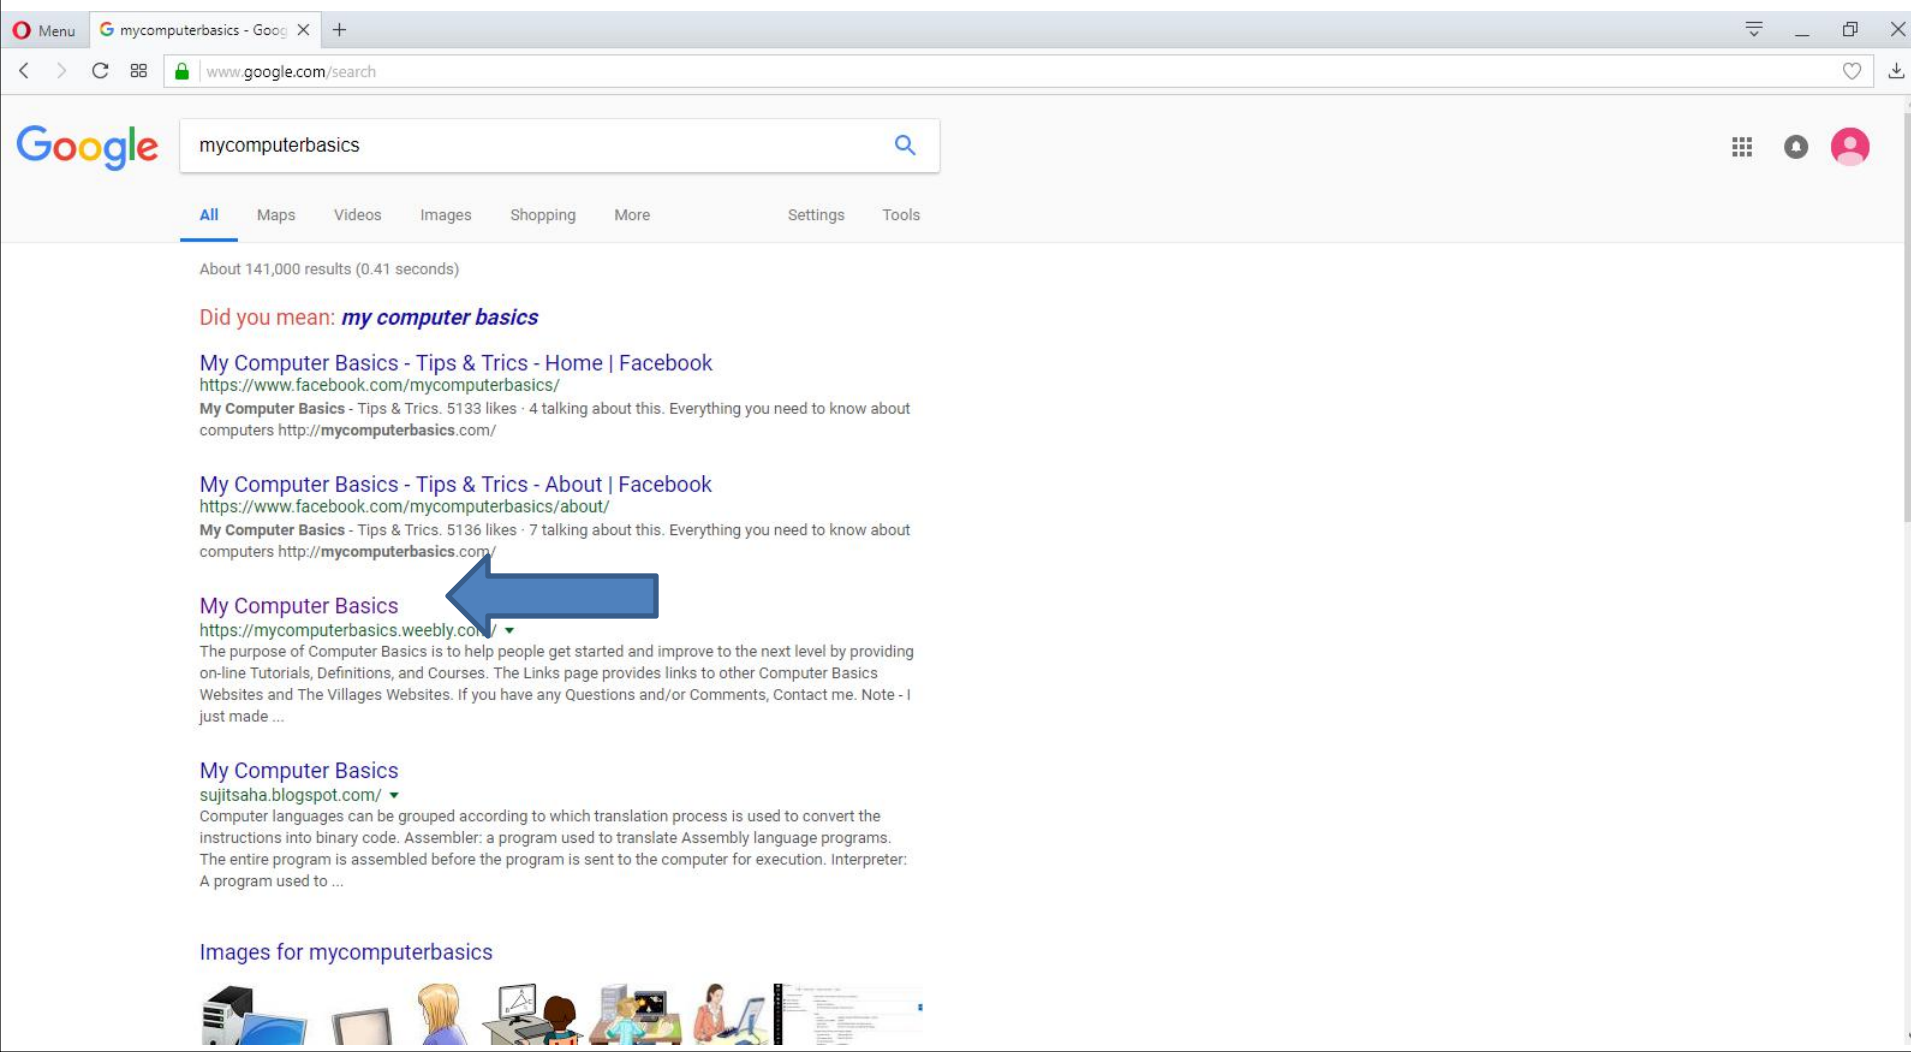 Menu
mycomputerbasics - Goog
www.google.com/search
Google
mycomputerbasics
All Maps Videos Images Shopping More Settings Tools
About 141,000 results (0.41 seconds)
Did you mean: my computer basics
My Computer Basics - Tips & Trics - Home | Facebook
https://www.facebook.com/mycomputerbasics/
My Computer Basics - Tips & Trics. 5133 likes · 4 talking about this. Everything you need to know about
computers http://mycomputerbasics.com/
My Computer Basics - Tips & Trics - About | Facebook
https://www.facebook.com/mycomputerbasics/about/
My Computer Basics - Tips & Trics. 5136 likes · 7 talking about this. Everything you need to know about
computers http://mycomputerbasics.com/
My Computer Basics
https://mycomputerbasics.weebly.com/
The purpose of Computer Basics is to help people get started and improve to the next level by providing
on-line Tutorials, Definitions, and Courses. The Links page provides links to other Computer Basics
Websites and The Villages Websites. If you have any Questions and/or Comments, Contact me. Note - I
just made ...
My Computer Basics
sujitsaha.blogspot.com/
Computer languages can be grouped according to which translation process is used to convert the
instructions into binary code. Assembler: a program used to translate Assembly language programs.
The entire program is assembled before the program is sent to the computer for execution. Interpreter:
A program used to ...
Images for mycomputerbasics